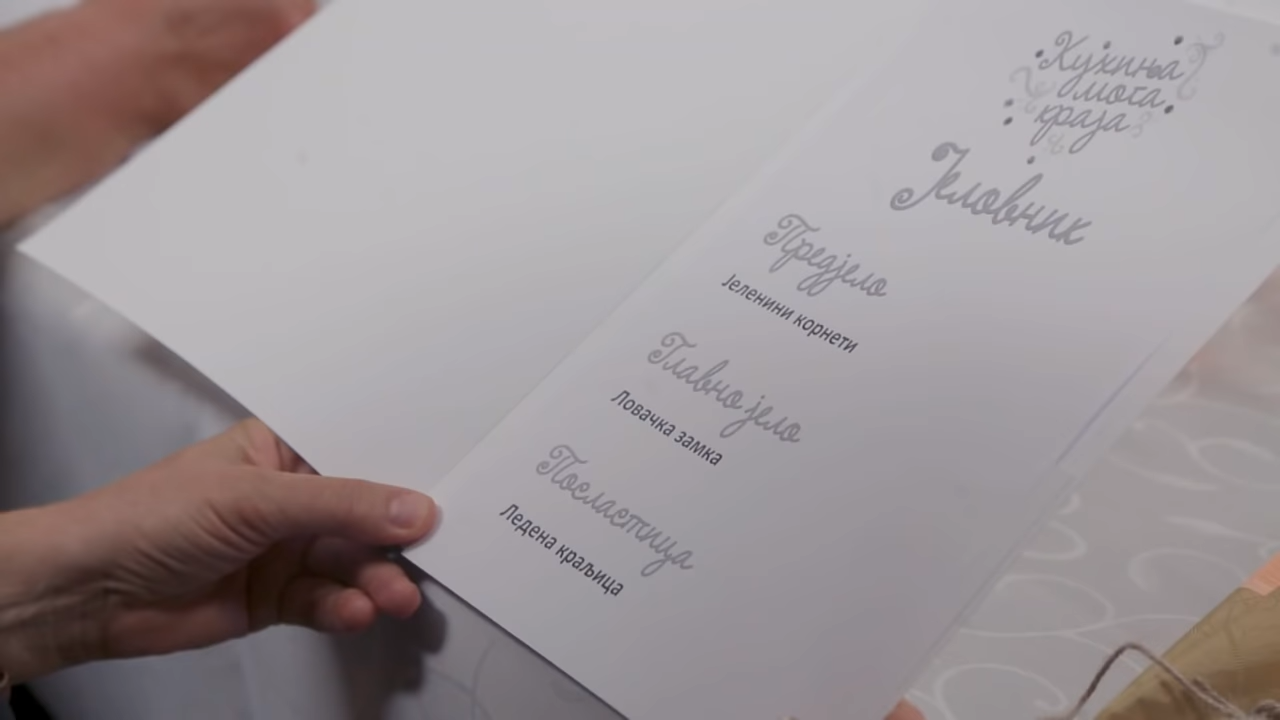 Кухиња
мога
краја
Јеловник
Предјело
Јеленини корнети
Главно јело
Ловачка замка
Посластица
Ледена краљица